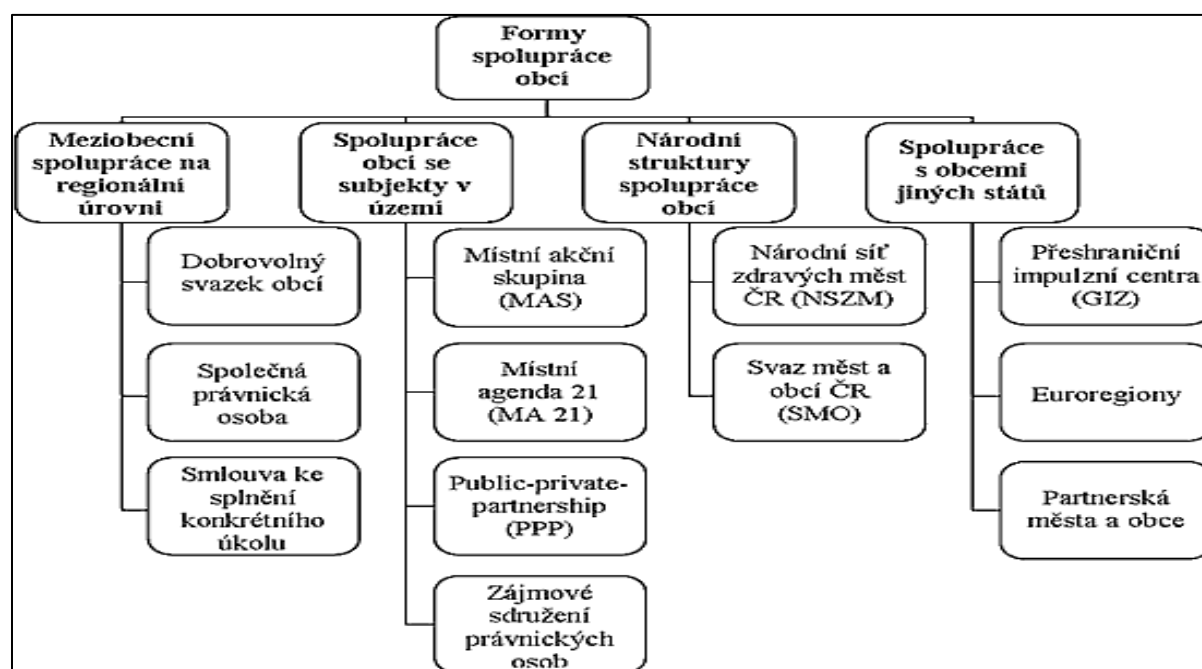 Formy
spolupráce
obcí
Meziobecní
spolupráce na
regionální
úrovni
Dobrovolný
svazek obcí
Společná
právnická
osoba
Smlouva ke
splnění
konkrétního
úkolu
Spolupráce
obcí se
subjekty v
území
Místní akční
skupina
(MAS)
Místní
agenda 21
(MA 21)
Public-private-
partnership
(PPP)
Zájmové
sdružení
právnických
osob
Národní
struktury
spolupráce
obcí
Národní síť
zdravých měst
ČR (NSZM)
Svaz měst a
obcí ČR
(SMO)
Spolupráce
s obcemi
jiných států
Přeshraniční
impulzní centra
(GIZ)
Euroregiony
Partnerská
města a obce